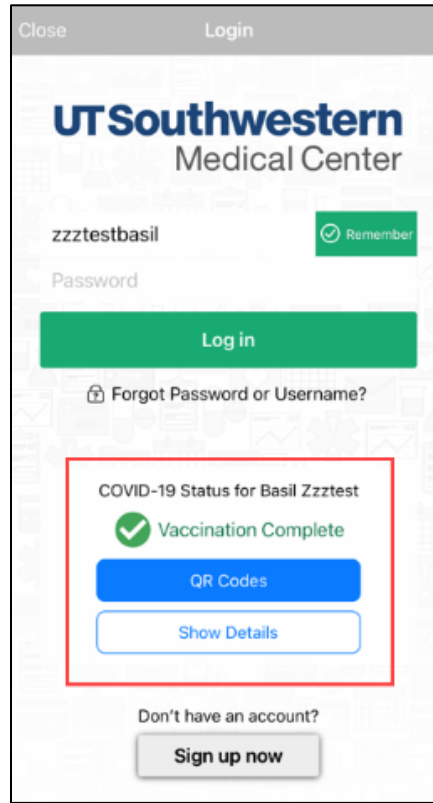 Close Login
UTSouthwestern
Medical Center
zzztestbasil Remember
Password
Log in
Forgot Password or Username?
COVID-19 Status for Basil Zzztest
Vaccination Complete
QR Codes
Show Details
Don't have an account?
Sign up now